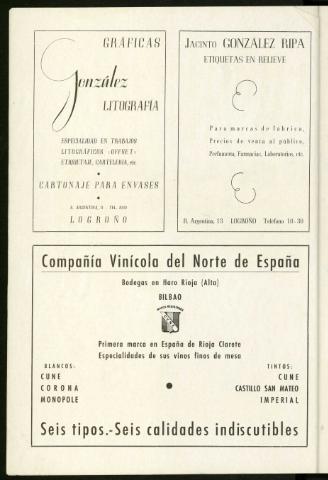 GRÁFICAS
González
LITOGRAFÍA
ESPECIALIDAD EN TRABAJOS
LITOGRÁFICOS «OFFSET»
ETIQUETAJE, CARTELERIA, etc.
CARTONAJE PARA ENVASES
R. ARGENTINA,
LOGROÑO
JACINTO GONZÁLEZ RIPA
ETIQUETAS EN RELIEVE
Para marcas de fábrica,
Precios de venta al público,
Perfumería, Farmacias, Laboratorios, etc.
R. Argentina, 13 LOGROÑO Teléfono 10-30
Compañía Vinícola del Norte de España
Bodegas en Haro Rioja (Alta)
BILBAO
Primera marca en España de Rioja Clarete
Especialidades de sus vinos finos de mesa
BLANCOS:
CUNE
CORONA
MONOPOLE
TINTOS:
CUNE
CASTILLO SAN MATEO
IMPERIAL
Seis tipos.-Seis calidades indiscutibles